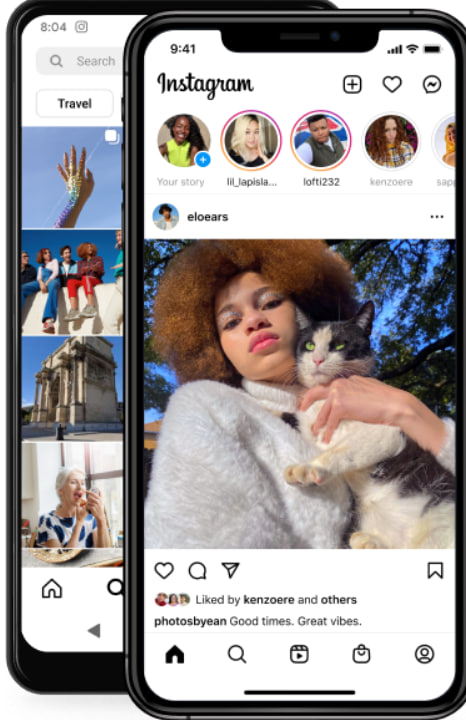 8:04
Search
Travel
9:41
Instagram
Your story
lil_lapisla...
lofti232
kenzoere
sap
eloears
Liked by kenzoere and others
photosbyean Good times. Great vibes.